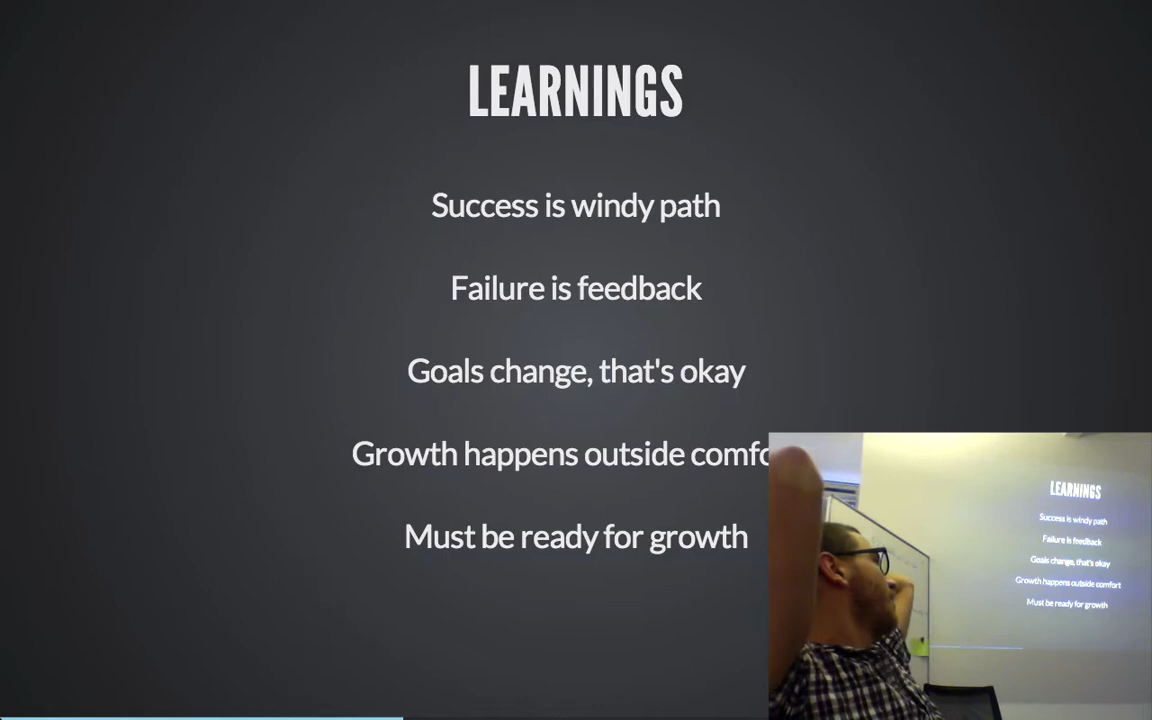 LEARNINGS
Success is windy path
Failure is feedback
Goals change, that's okay
Growth happens outside comfo
Must be ready for growth
LEARNINGS
Success is windy path
Failure is feedback
Goals change, that's okay
Growth happens outside comfort
Must be ready for growth